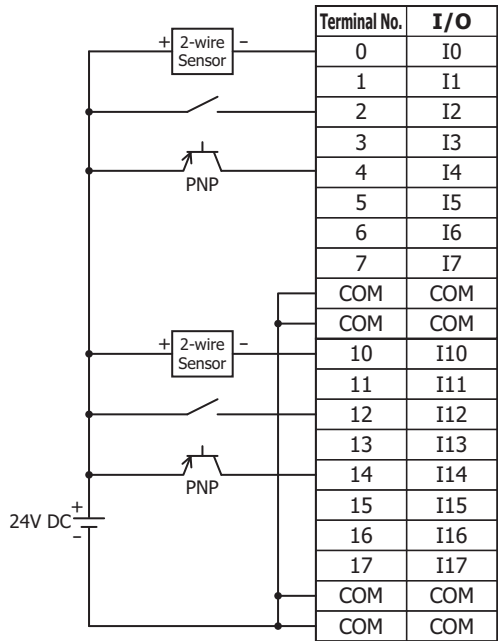 Terminal No. I/O
+ 2-wire Sensor − 0 I0
1 I1
2 I2
3 I3
PNP 4 I4
5 I5
6 I6
7 I7
COM COM
COM COM
+ 2-wire Sensor − 10 I10
11 I11
12 I12
13 I13
PNP 14 I14
15 I15
24V DC + − 16 I16
17 I17
COM COM
COM COM